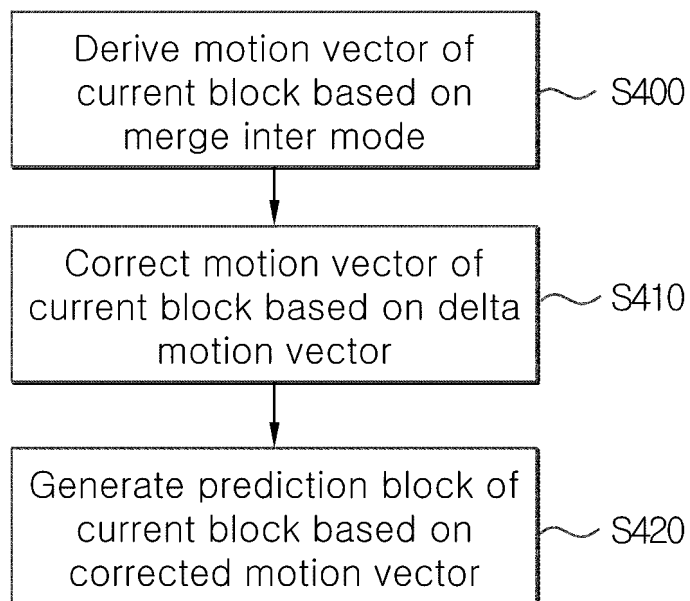 Derive motion vector of
current block based on
merge inter mode
S400
Correct motion vector of
current block based on delta
motion vector
S410
Generate prediction block of
current block based on
corrected motion vector
S420